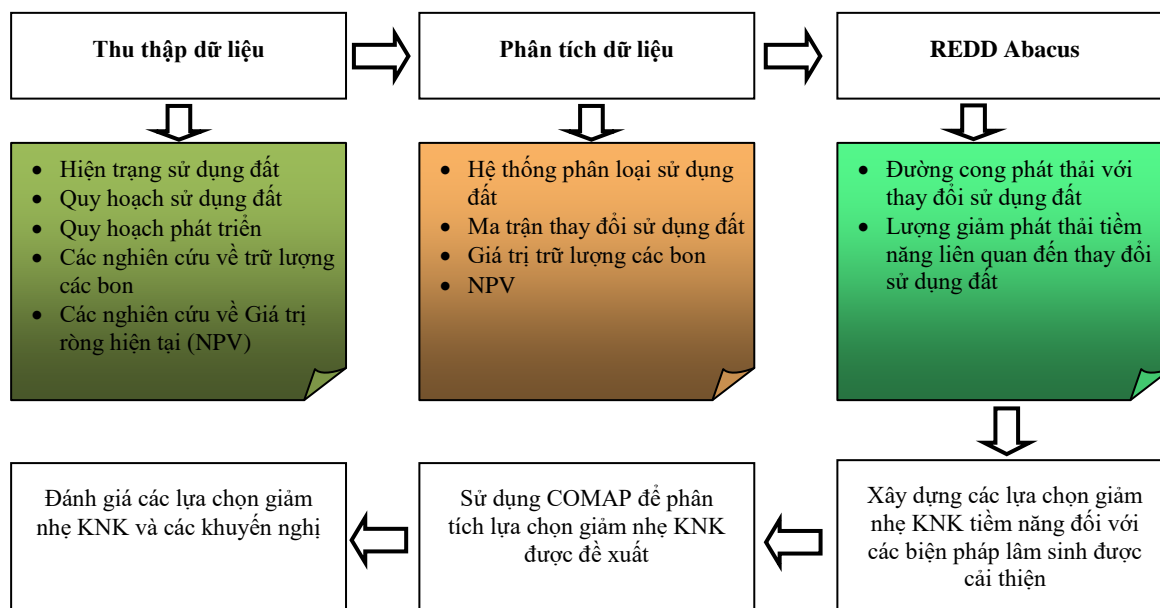 Thu thập dữ liệu
Phân tích dữ liệu
REDD Abacus
• Hiện trạng sử dụng đất
• Quy hoạch sử dụng đất
• Quy hoạch phát triển
• Các nghiên cứu về trữ lượng
các bon
• Các nghiên cứu về Giá trị
ròng hiện tại (NPV)
• Hệ thống phân loại sử dụng
đất
• Ma trận thay đổi sử dụng đất
• Giá trị trữ lượng các bon
• NPV
• Đường cong phát thải với
thay đổi sử dụng đất
• Lượng giảm phát thải tiềm
năng liên quan đến thay đổi
sử dụng đất
Xây dựng các lựa chọn giảm
nhẹ KNK tiềm năng đối với
các biện pháp lâm sinh được
cải thiện
Sử dụng COMAP để phân
tích lựa chọn giảm nhẹ KNK
được đề xuất
Đánh giá các lựa chọn giảm
nhẹ KNK và các khuyến nghị